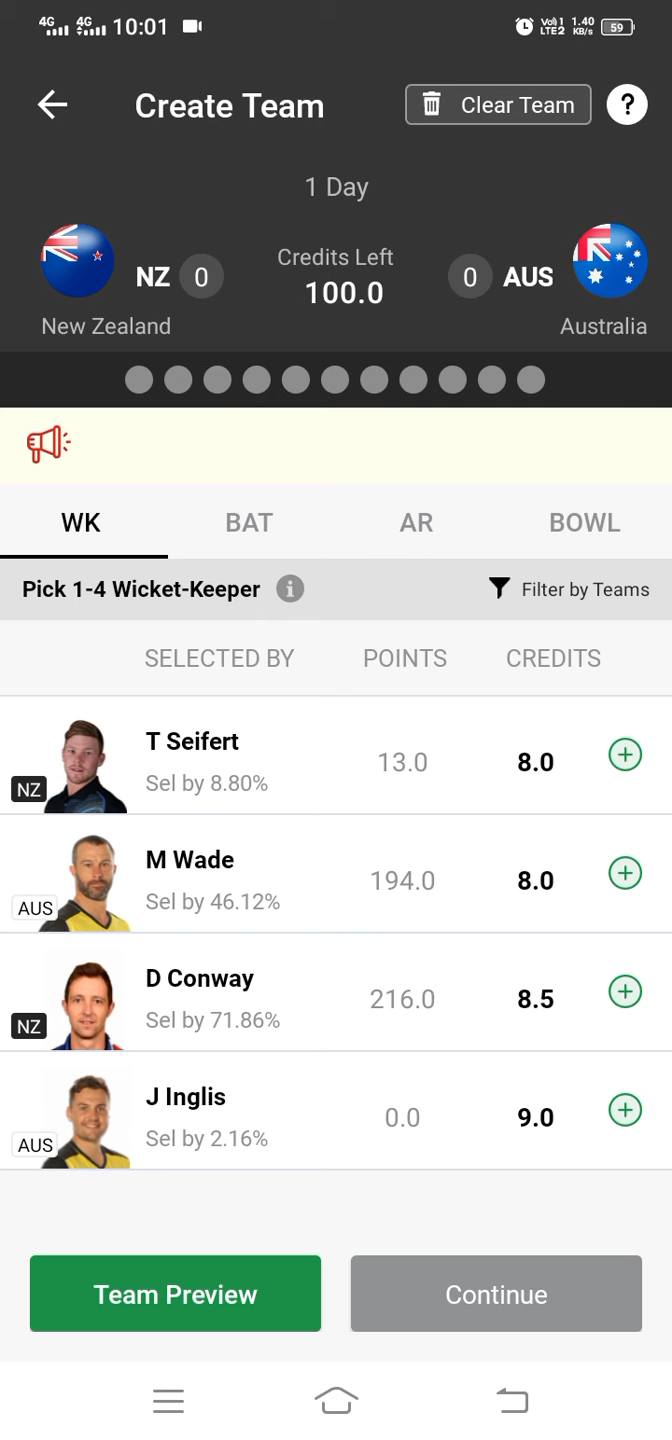 4G 4G 10:01 Vol) 1 LTE2 1.40 KB/s 59
Create Team Clear Team ?
1 Day
NZ 0 Credits Left 100.0 0 AUS
New Zealand Australia
WK BAT AR BOWL
Pick 1-4 Wicket-Keeper i Filter by Teams
SELECTED BY POINTS CREDITS
T Seifert
NZ Sel by 8.80% 13.0 8.0
M Wade
AUS Sel by 46.12% 194.0 8.0
D Conway
NZ Sel by 71.86% 216.0 8.5
J Inglis
AUS Sel by 2.16% 0.0 9.0
Team Preview Continue